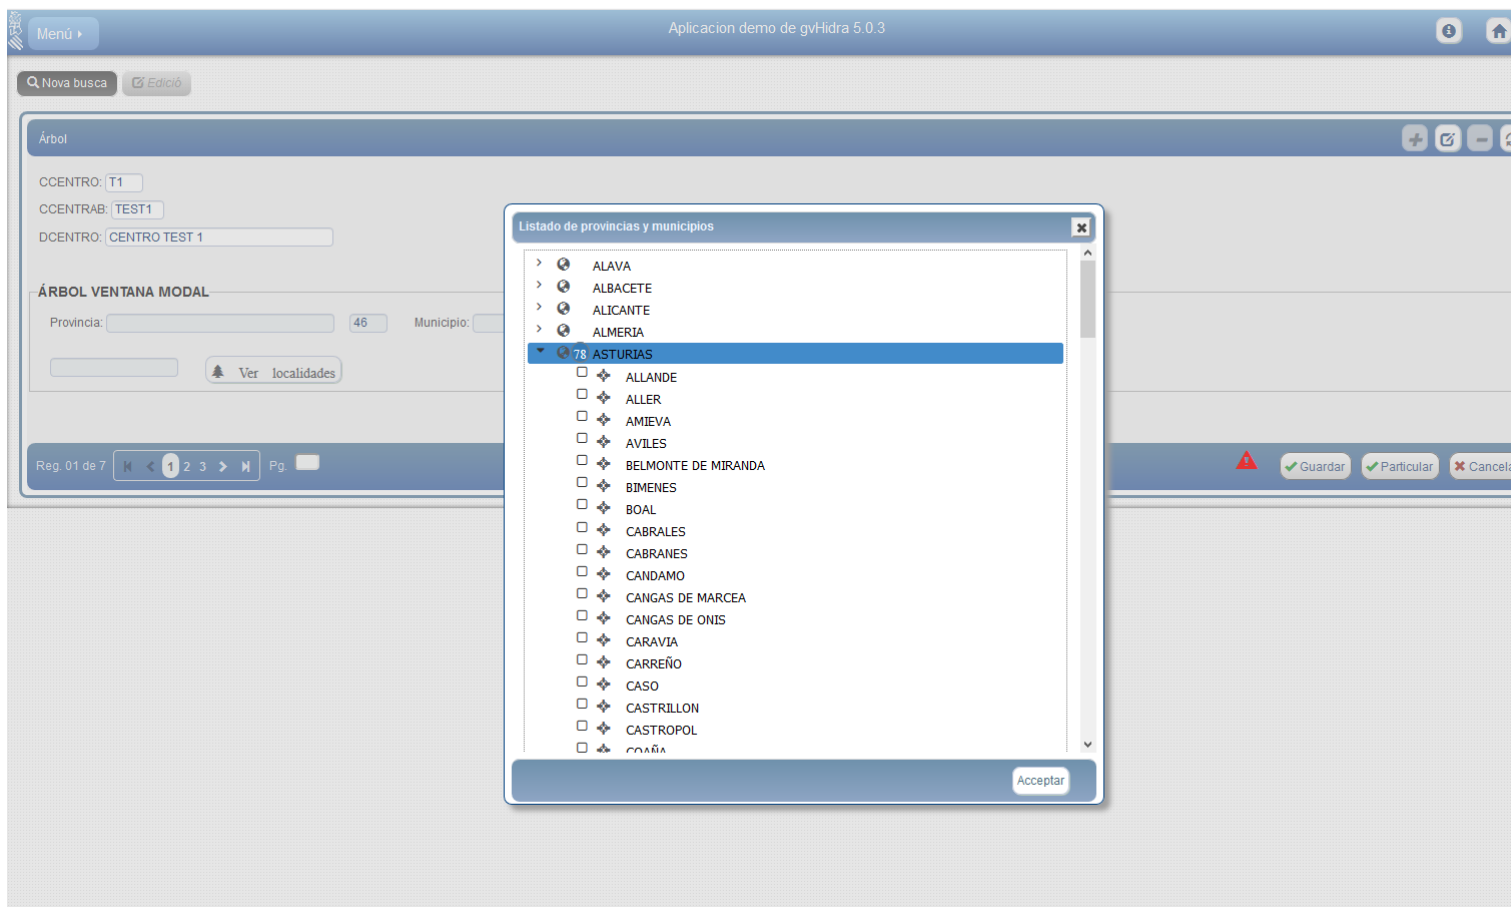 Menú
Aplicacion demo de gvHidra 5.0.3
Nova busca
Edició
Árbol
CCENTRO: T1
CCENTRAB: TEST1
DCENTRO: CENTRO TEST 1
ÁRBOL VENTANA MODAL
Provincia:
46
Municipio:
Ver localidades
Reg. 01 de 7
1 2 3
Pg.
Guardar
Particular
Cancela
Listado de provincias y municipios
ALAVA
ALBACETE
ALICANTE
ALMERIA
78 ASTURIAS
ALLANDE
ALLER
AMIEVA
AVILES
BELMONTE DE MIRANDA
BIMENES
BOAL
CABRALES
CABRANES
CANDAMO
CANGAS DE MARCEA
CANGAS DE ONIS
CARAVIA
CARREÑO
CASO
CASTRILLON
CASTROPOL
COAÑA
Acceptar